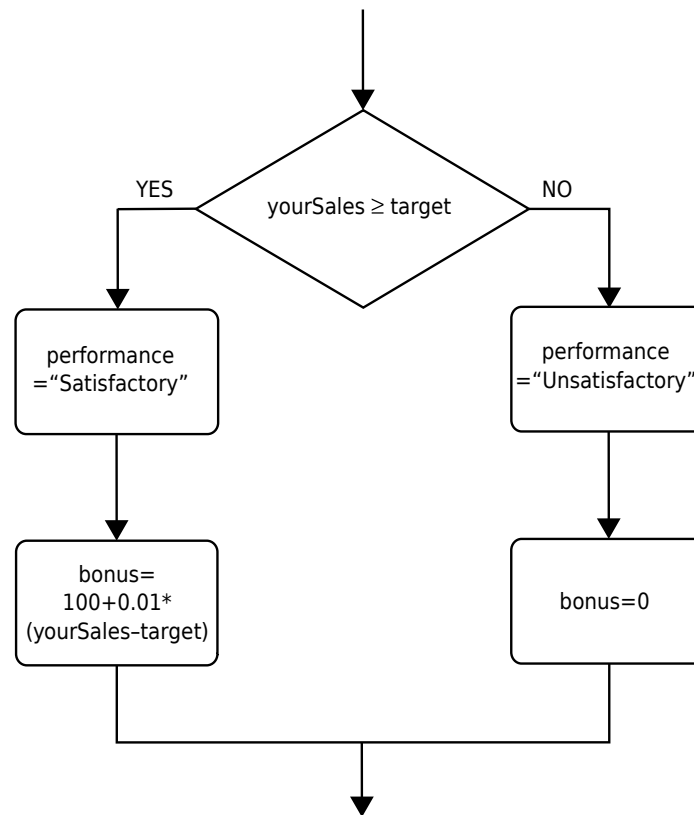 YES
yourSales ≥ target
NO
performance
=“Satisfactory”
performance
=“Unsatisfactory”
bonus=
100+0.01*
(yourSales–target)
bonus=0